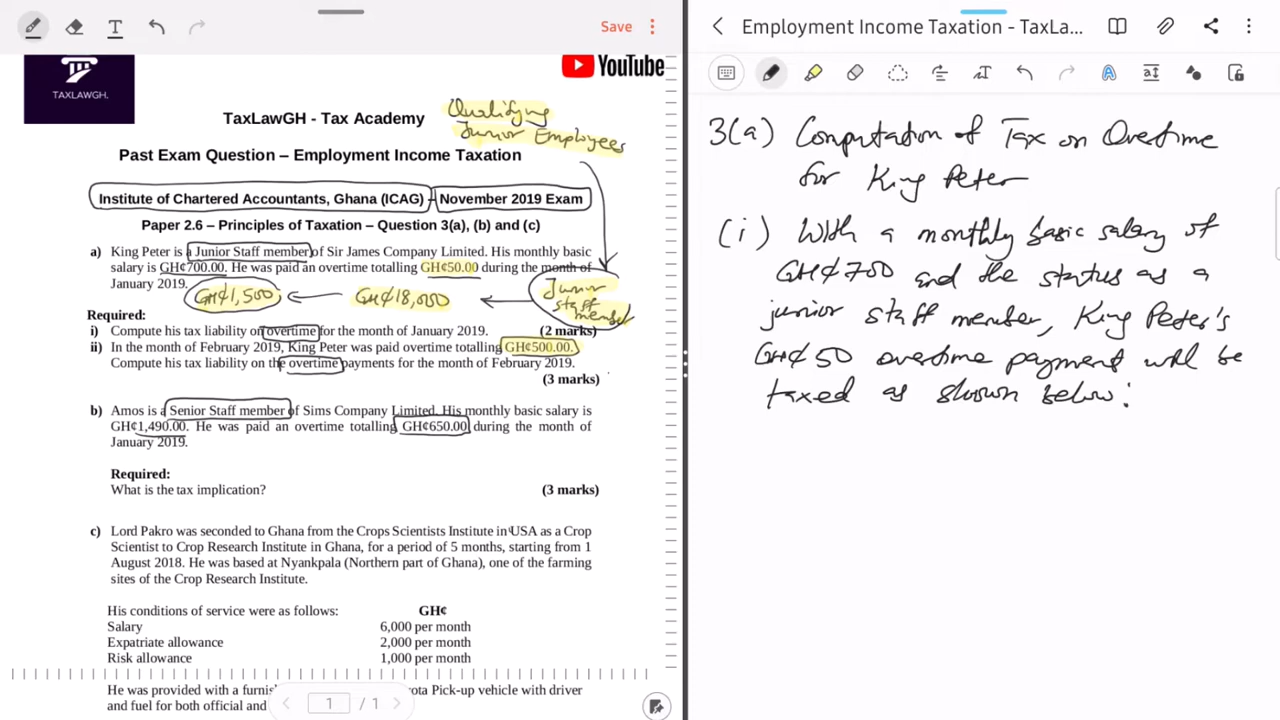 Save
Employment Income Taxation - TaxLa...
TAXLAWGH.
YouTube
TaxLawGH - Tax Academy
Qualifying
Junior Employees
Past Exam Question – Employment Income Taxation
Institute of Chartered Accountants, Ghana (ICAG) – November 2019 Exam
Paper 2.6 – Principles of Taxation – Question 3(a), (b) and (c)
a) King Peter is a Junior Staff member of Sir James Company Limited. His monthly basic
salary is GH¢700.00. He was paid an overtime totalling GH¢50.00 during the month of
January 2019.
GH¢1,500
GH¢18,000
Junior
staff
member
Required:
i) Compute his tax liability on overtime for the month of January 2019. (2 marks)
ii) In the month of February 2019, King Peter was paid overtime totalling GH¢500.00.
Compute his tax liability on the overtime payments for the month of February 2019.
(3 marks)
b) Amos is a Senior Staff member of Sims Company Limited. His monthly basic salary is
GH¢1,490.00. He was paid an overtime totalling GH¢650.00 during the month of
January 2019.
Required:
What is the tax implication? (3 marks)
c) Lord Pakro was seconded to Ghana from the Crops Scientists Institute in USA as a Crop
Scientist to Crop Research Institute in Ghana, for a period of 5 months, starting from 1
August 2018. He was based at Nyankpala (Northern part of Ghana), one of the farming
sites of the Crop Research Institute.
His conditions of service were as follows: GH¢
Salary 6,000 per month
Expatriate allowance 2,000 per month
Risk allowance 1,000 per month
He was provided with a Pick-up vehicle with driver
and fuel for both official and
1 / 1
3(a) Computation of Tax on Overtime
for King Peter
(i) With a monthly basic salary of
GH¢700 and the status as a
junior staff member, King Peter's
GH¢50 overtime payment will be
taxed as shown below: